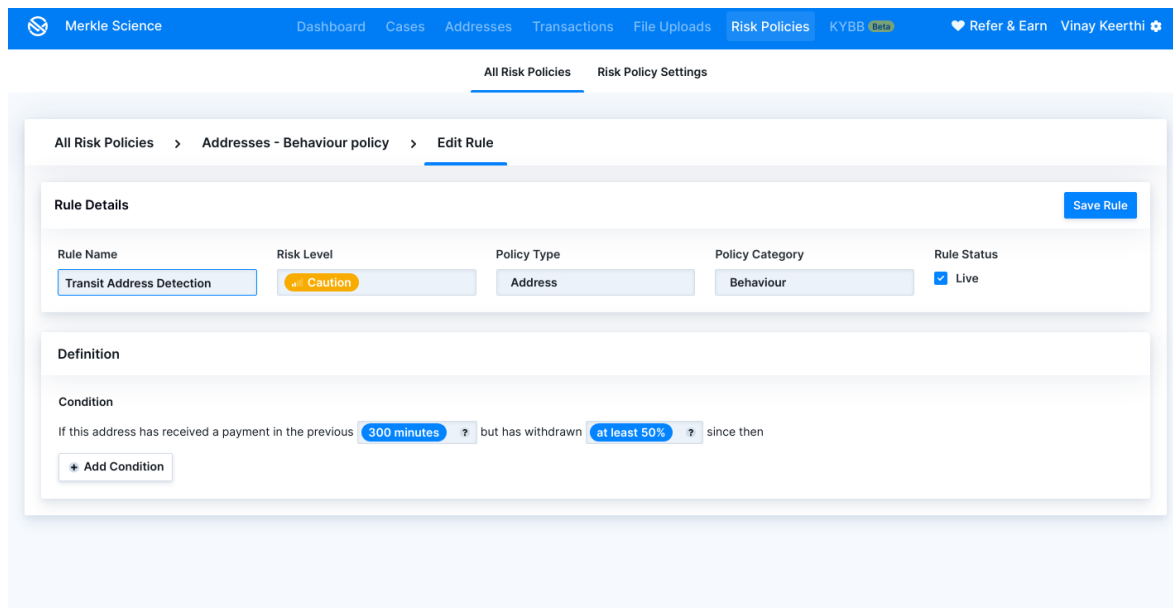 Merkle Science Dashboard Cases Addresses Transactions File Uploads Risk Policies KYBB Beta Refer & Earn Vinay Keerthi
All Risk Policies Risk Policy Settings
All Risk Policies > Addresses - Behaviour policy > Edit Rule
Rule Details Save Rule
Rule Name Risk Level Policy Type Policy Category Rule Status
Transit Address Detection Caution Address Behaviour Live
Definition
Condition
If this address has received a payment in the previous 300 minutes ? but has withdrawn at least 50% ? since then
Add Condition